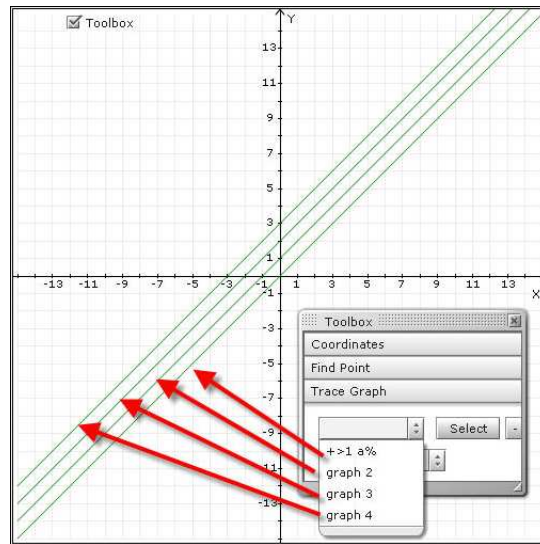 Toolbox
Y
13
11
9
7
5
3
1
-13 -11 -9 -7 -5 -3 -1 1 3 5 7 9 11 13
X
-1
-3
-5
-7
-9
-11
-13
Toolbox
Coordinates
Find Point
Trace Graph
Select -
+>1 a%
graph 2
graph 3
graph 4